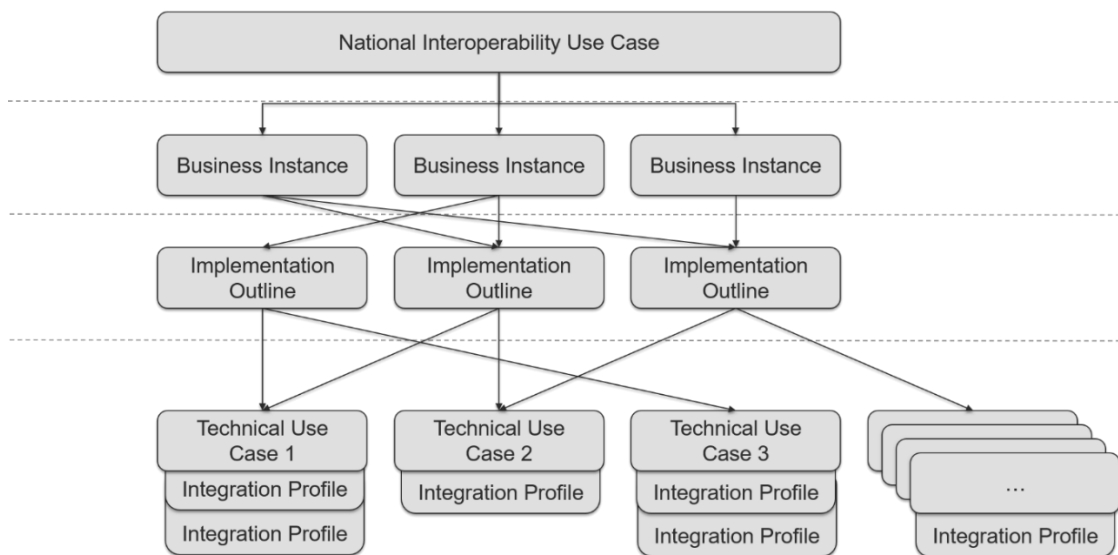 National Interoperability Use Case
Business Instance
Business Instance
Business Instance
Implementation
Outline
Implementation
Outline
Implementation
Outline
Technical Use
Case 1
Integration Profile
Integration Profile
Technical Use
Case 2
Integration Profile
Technical Use
Case 3
Integration Profile
Integration Profile
...
Integration Profile